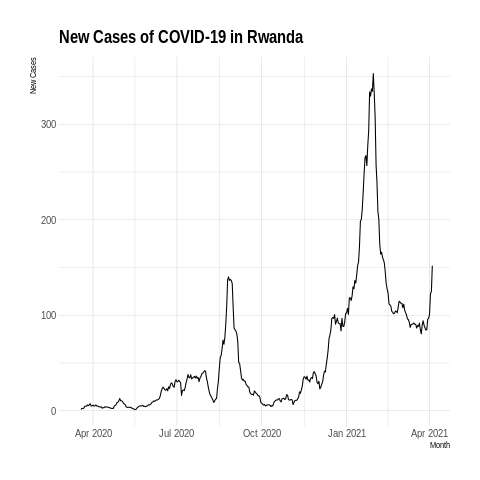 New Cases of COVID-19 in Rwanda
New Cases
300
200
100
0
Apr 2020 Jul 2020 Oct 2020 Jan 2021 Apr 2021
Month